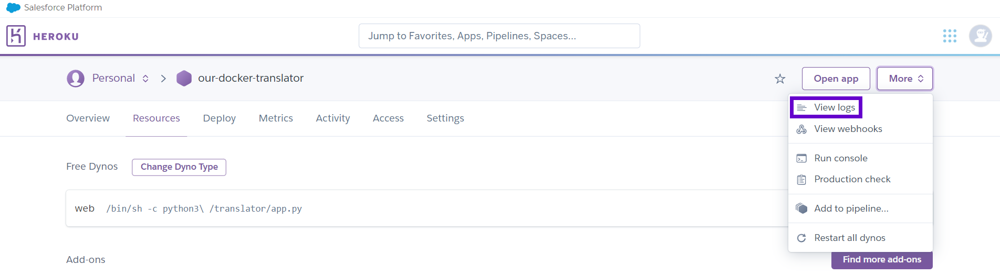 Salesforce Platform
HEROKU
Jump to Favorites, Apps, Pipelines, Spaces...
Personal
our-docker-translator
Open app
More
View logs
View webhooks
Run console
Production check
Add to pipeline...
Restart all dynos
Overview
Resources
Deploy
Metrics
Activity
Access
Settings
Free Dynos
Change Dyno Type
web /bin/sh -c python3\ /translator/app.py
Add-ons
Find more add-ons